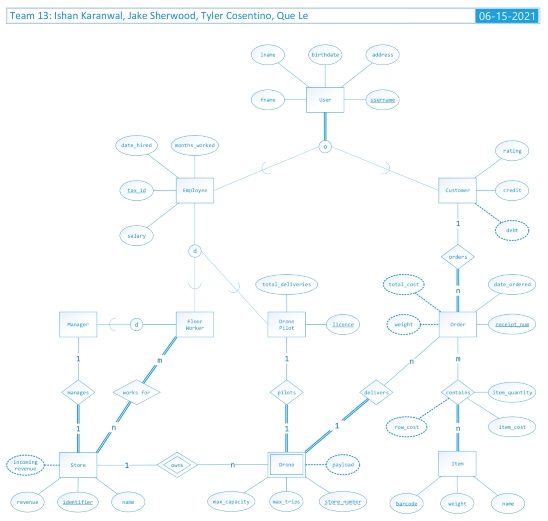 Team 13: Ishan Karanwal, Jake Sherwood, Tyler Cosentino, Que Le
06-15-2021
lname
birthdate
address
fname
User
username
date_hired
months_worked
o
rating
tax_id
Employee
Customer
credit
salary
d
1
debt
orders
total_deliveries
total_cost
n
date_ordered
Manager
d
Floor
Worker
Drone
Pilot
licence
weight
Order
receipt_num
1
m
1
n
m
manages
works for
pilots
delivers
contains
item_quantity
row_cost
item_cost
1
n
1
1
n
incoming
revenue
Store
1
owns
n
Drone
payload
Item
revenue
identifier
name
max_capacity
max_trips
store_number
barcode
weight
name